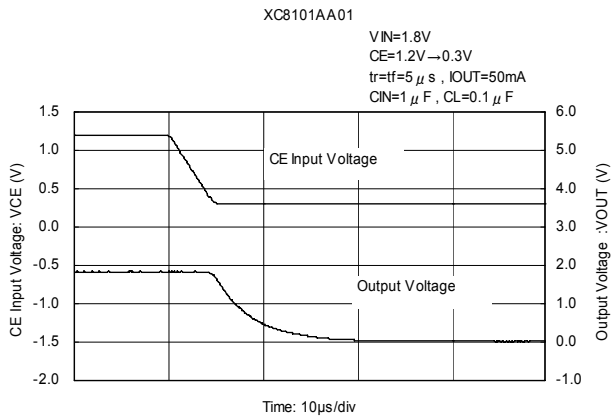 XC8101AA01
VIN=1.8V
CE=1.2V→0.3V
tr=tf=5μs , IOUT=50mA
CIN=1μF , CL=0.1μF
CE Input Voltage: VCE (V)
1.5
1.0
0.5
0.0
-0.5
-1.0
-1.5
-2.0
CE Input Voltage
Output Voltage
6.0
5.0
4.0
3.0
2.0
1.0
0.0
-1.0
Output Voltage :VOUT (V)
Time: 10μs/div